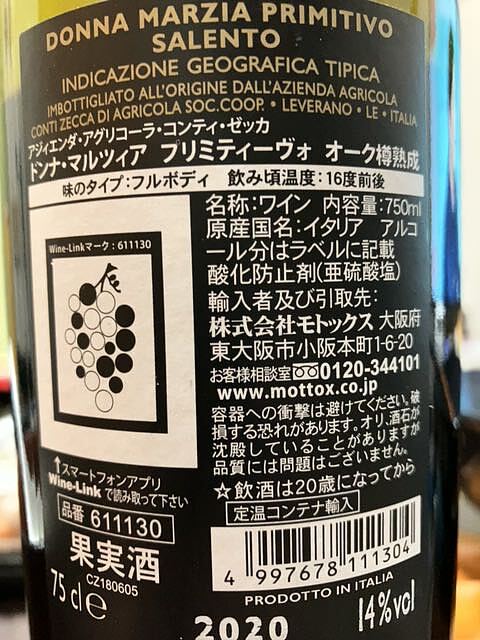 DONNA MARZIA PRIMITIVO
SALENTO
INDICAZIONE GEOGRAFICA TIPICA
IMBOTTIGLIATO ALL'ORIGINE DALL'AZIENDA AGRICOLA
CONTI ZECCA DI AGRICOLA SOC.COOP. • LEVERANO • LE • ITALIA
アジィエンダ・アグリコーラ・コンティ・ゼッカ
ドンナ・マルツィア プリミティーヴォ オーク樽熟成
味のタイプ:フルボディ 飲み頃温度:16度前後
名称:ワイン 内容量:750ml
原産国名:イタリア アルコ
ール分はラベルに記載
酸化防止剤(亜硫酸塩)
輸入者及び引取先:
株式会社モトックス 大阪府
東大阪市小阪本町1-6-20
お客様相談室 0120-344101
www.mottox.co.jp
容器への衝撃は避けてください。破
損する恐れがあります。オリ、酒石が
沈殿していることがありますが
品質には問題はございません。
☆飲酒は20歳になってから
定温コンテナ輸入
Wine-Linkマーク:611130
↑スマートフォンアプリ
Wine-Link で読み取って下さい
品番 611130
果実酒
CZ180605
75 cl e
4 997678 111304
PRODOTTO IN ITALIA
2020
14%vol